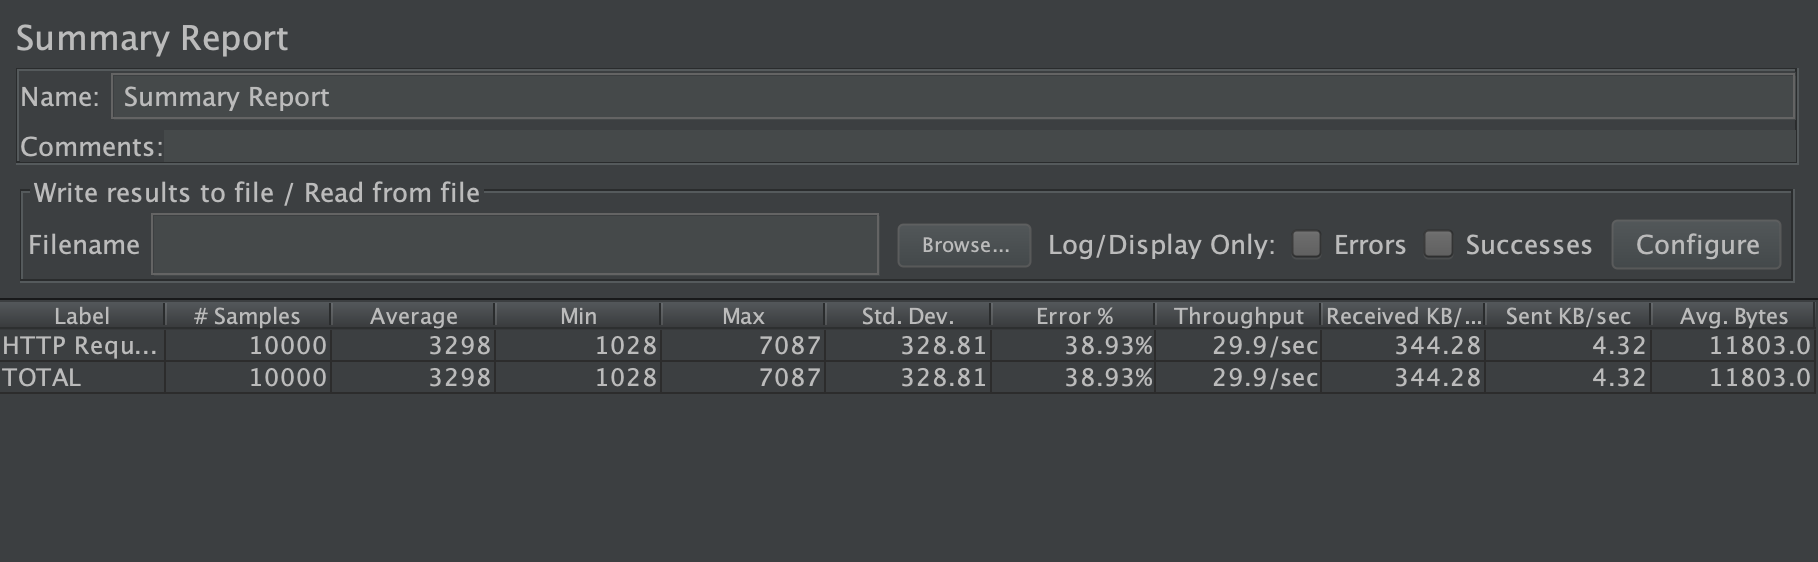 Summary Report
Name: Summary Report
Comments:
Write results to file / Read from file
Filename Browse... Log/Display Only: Errors Successes Configure
Label # Samples Average Min Max Std. Dev. Error % Throughput Received KB/... Sent KB/sec Avg. Bytes
HTTP Requ... 10000 3298 1028 7087 328.81 38.93% 29.9/sec 344.28 4.32 11803.0
TOTAL 10000 3298 1028 7087 328.81 38.93% 29.9/sec 344.28 4.32 11803.0